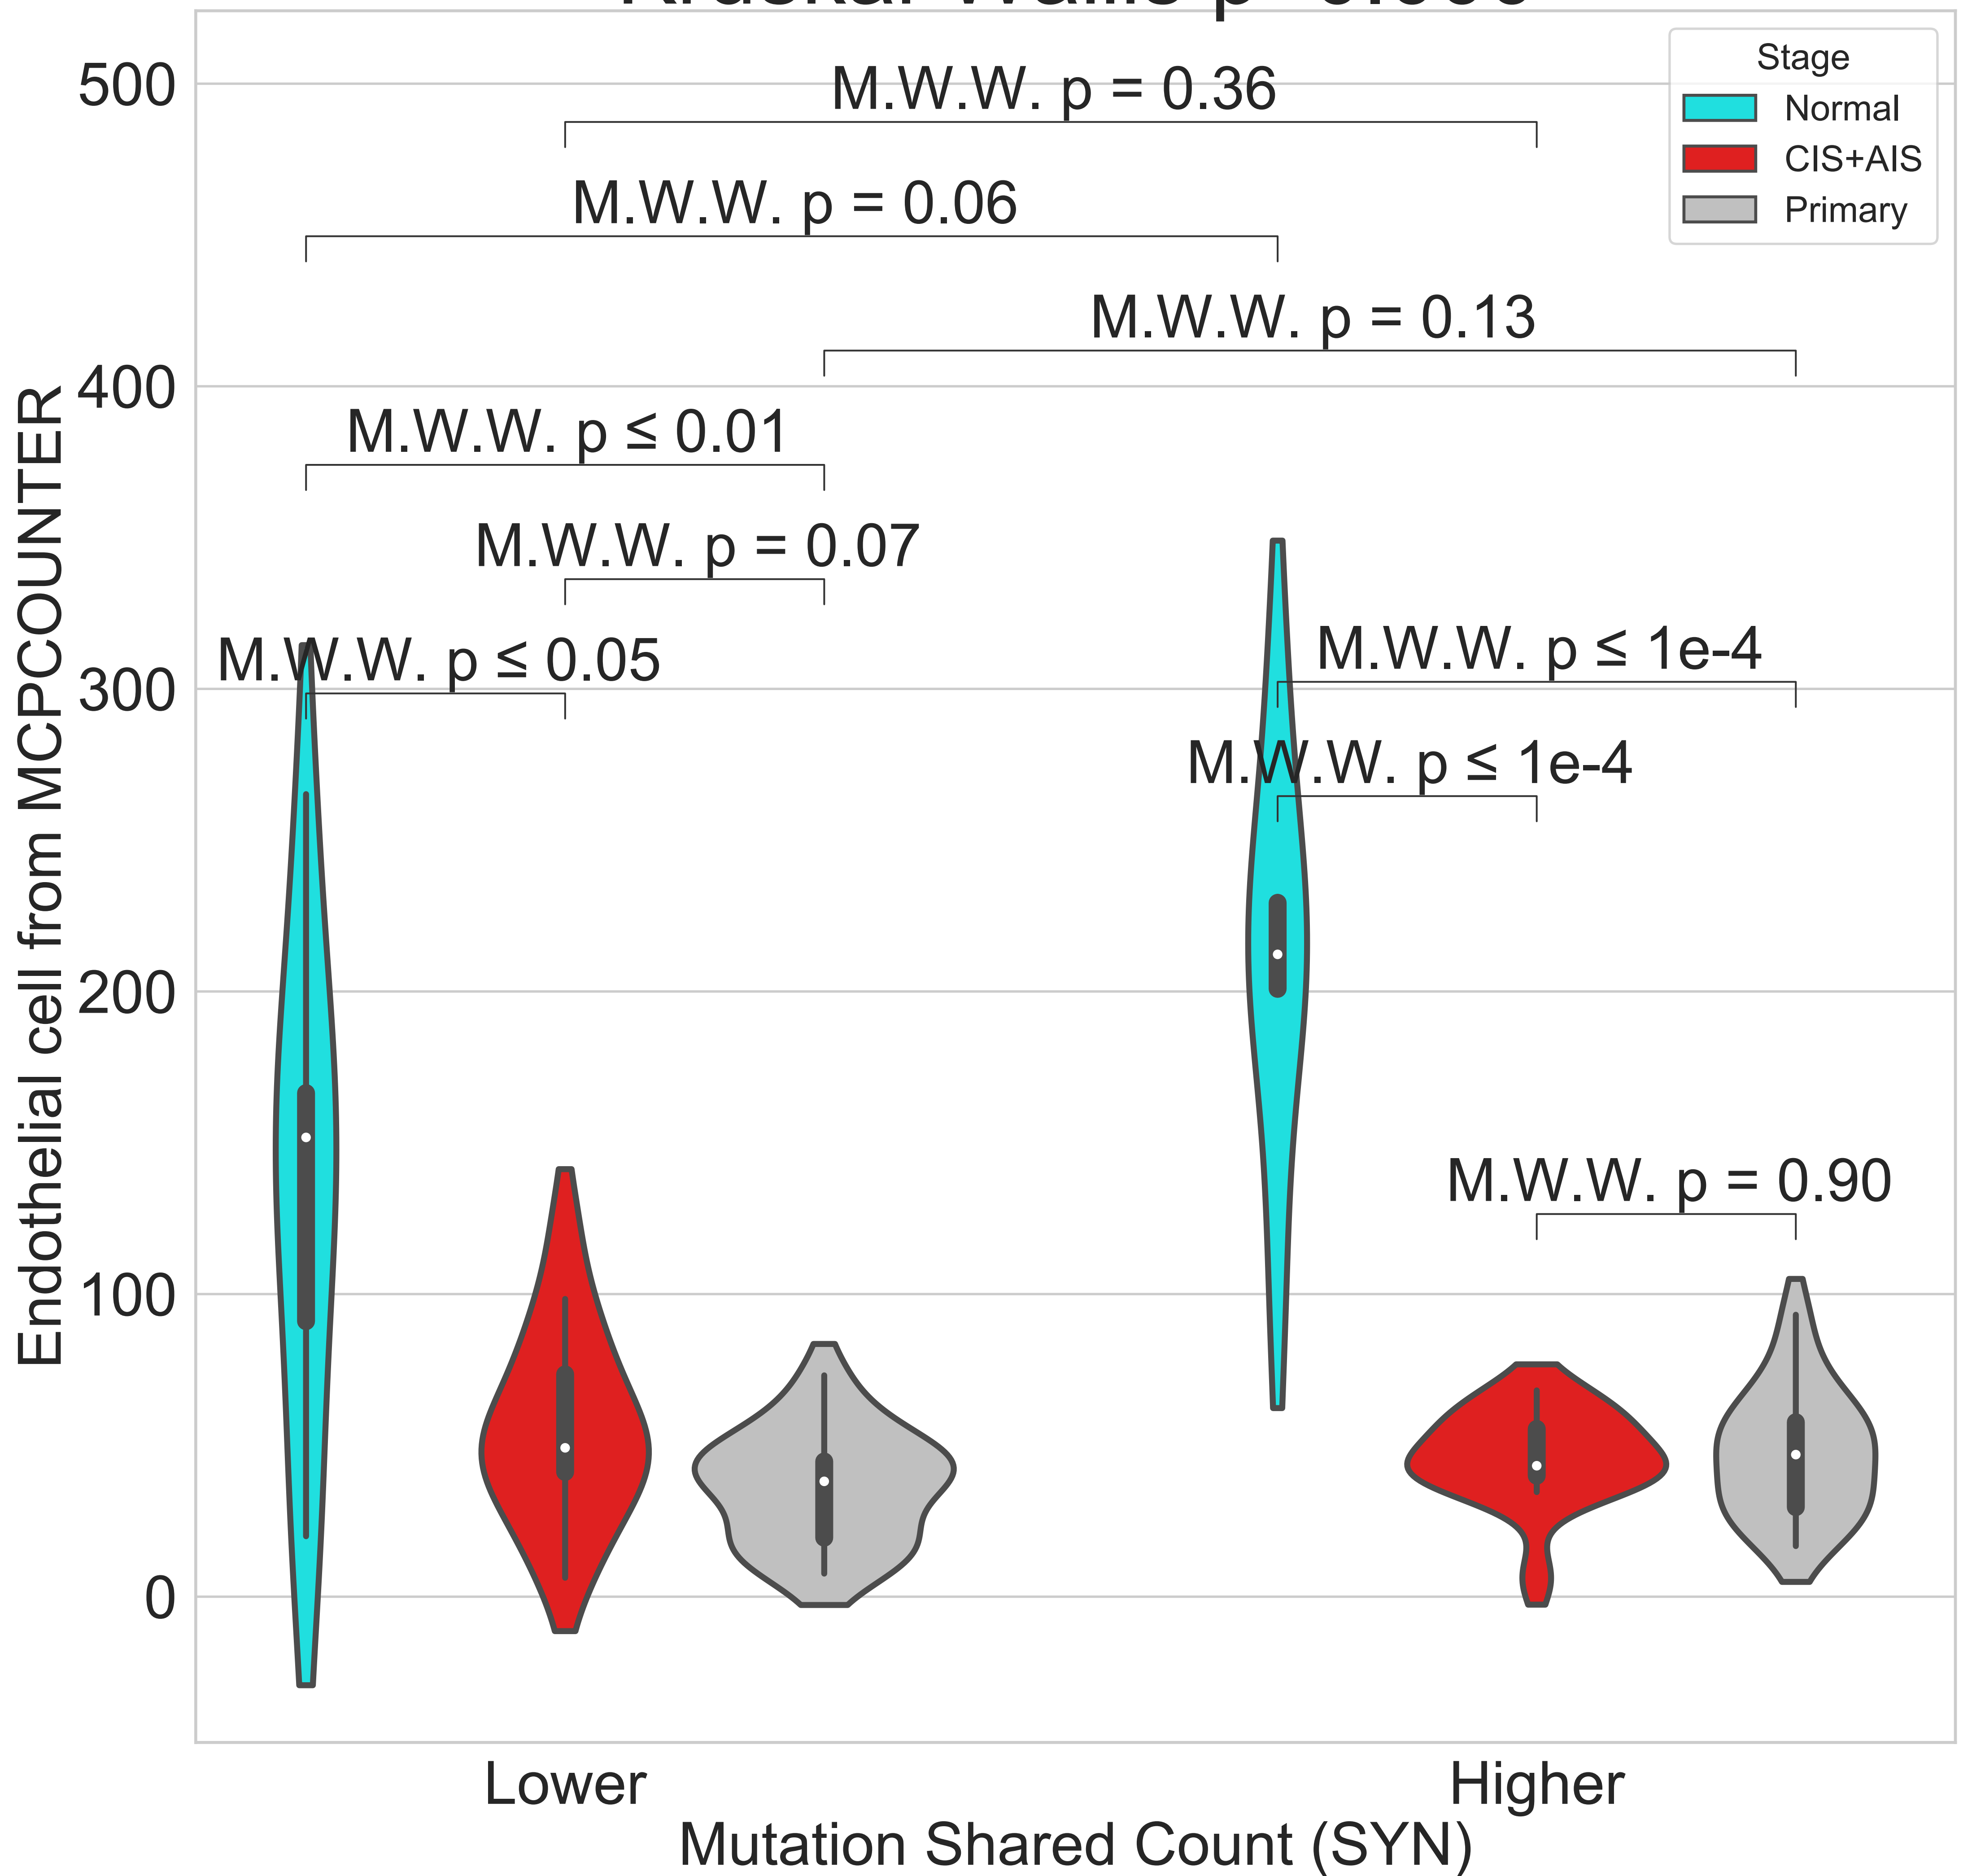 Stage
Normal
CIS+AIS
Primary
M.W.W. p = 0.36
M.W.W. p = 0.06
M.W.W. p = 0.13
M.W.W. p ≤ 0.01
M.W.W. p = 0.07
M.W.W. p ≤ 0.05
M.W.W. p ≤ 1e-4
M.W.W. p ≤ 1e-4
M.W.W. p = 0.90
500
400
300
200
100
0
Endothelial cell from MCPCOUNTER
Lower
Higher
Mutation Shared Count (SYN)